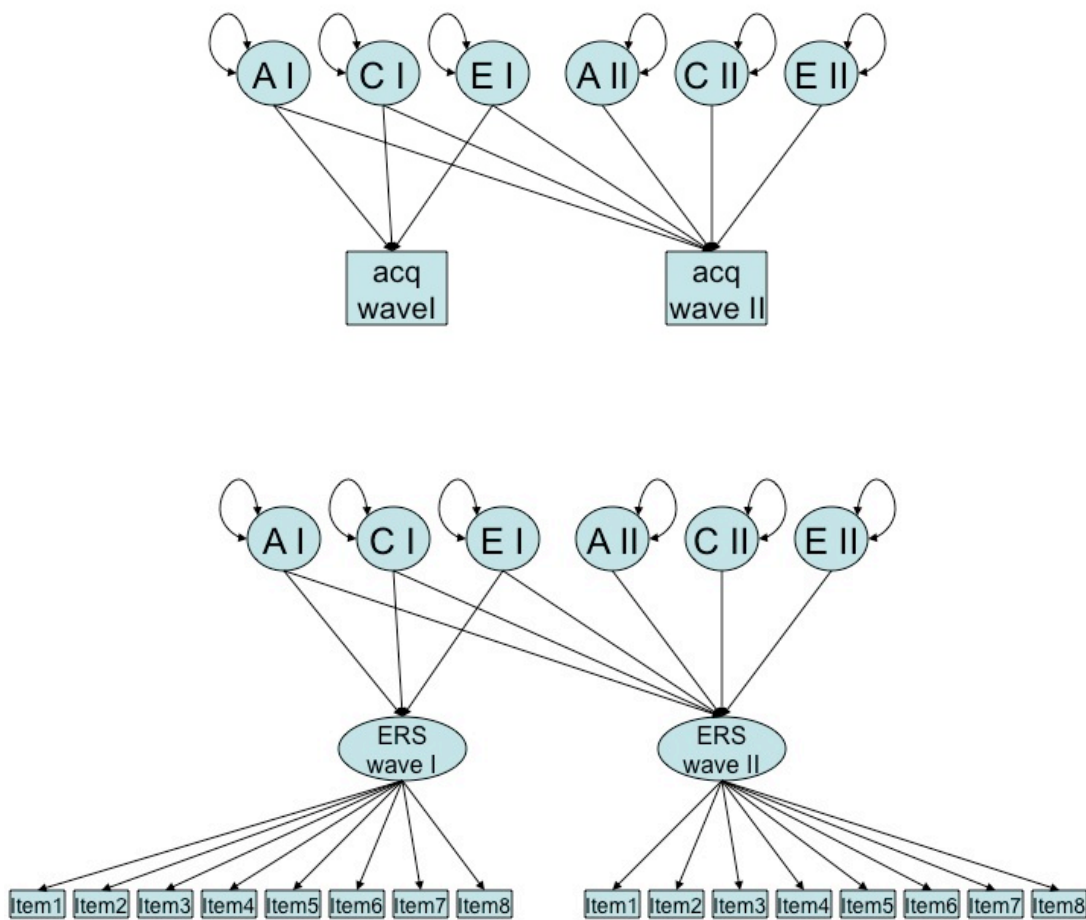 A I C I E I A II C II E II
acq
waveI
acq
wave II
A I C I E I A II C II E II
ERS
wave I
ERS
wave II
Item1 Item2 Item3 Item4 Item5 Item6 Item7 Item8 Item1 Item2 Item3 Item4 Item5 Item6 Item7 Item8